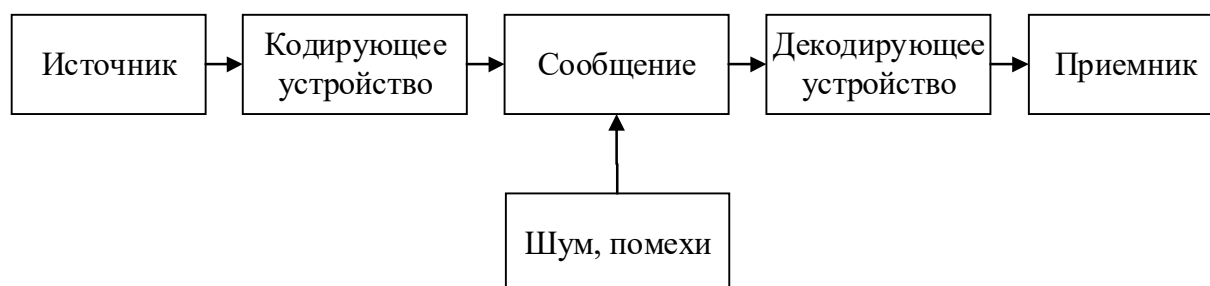 Источник
Кодирующее
устройство
Сообщение
Декодирующее
устройство
Приемник
Шум, помехи